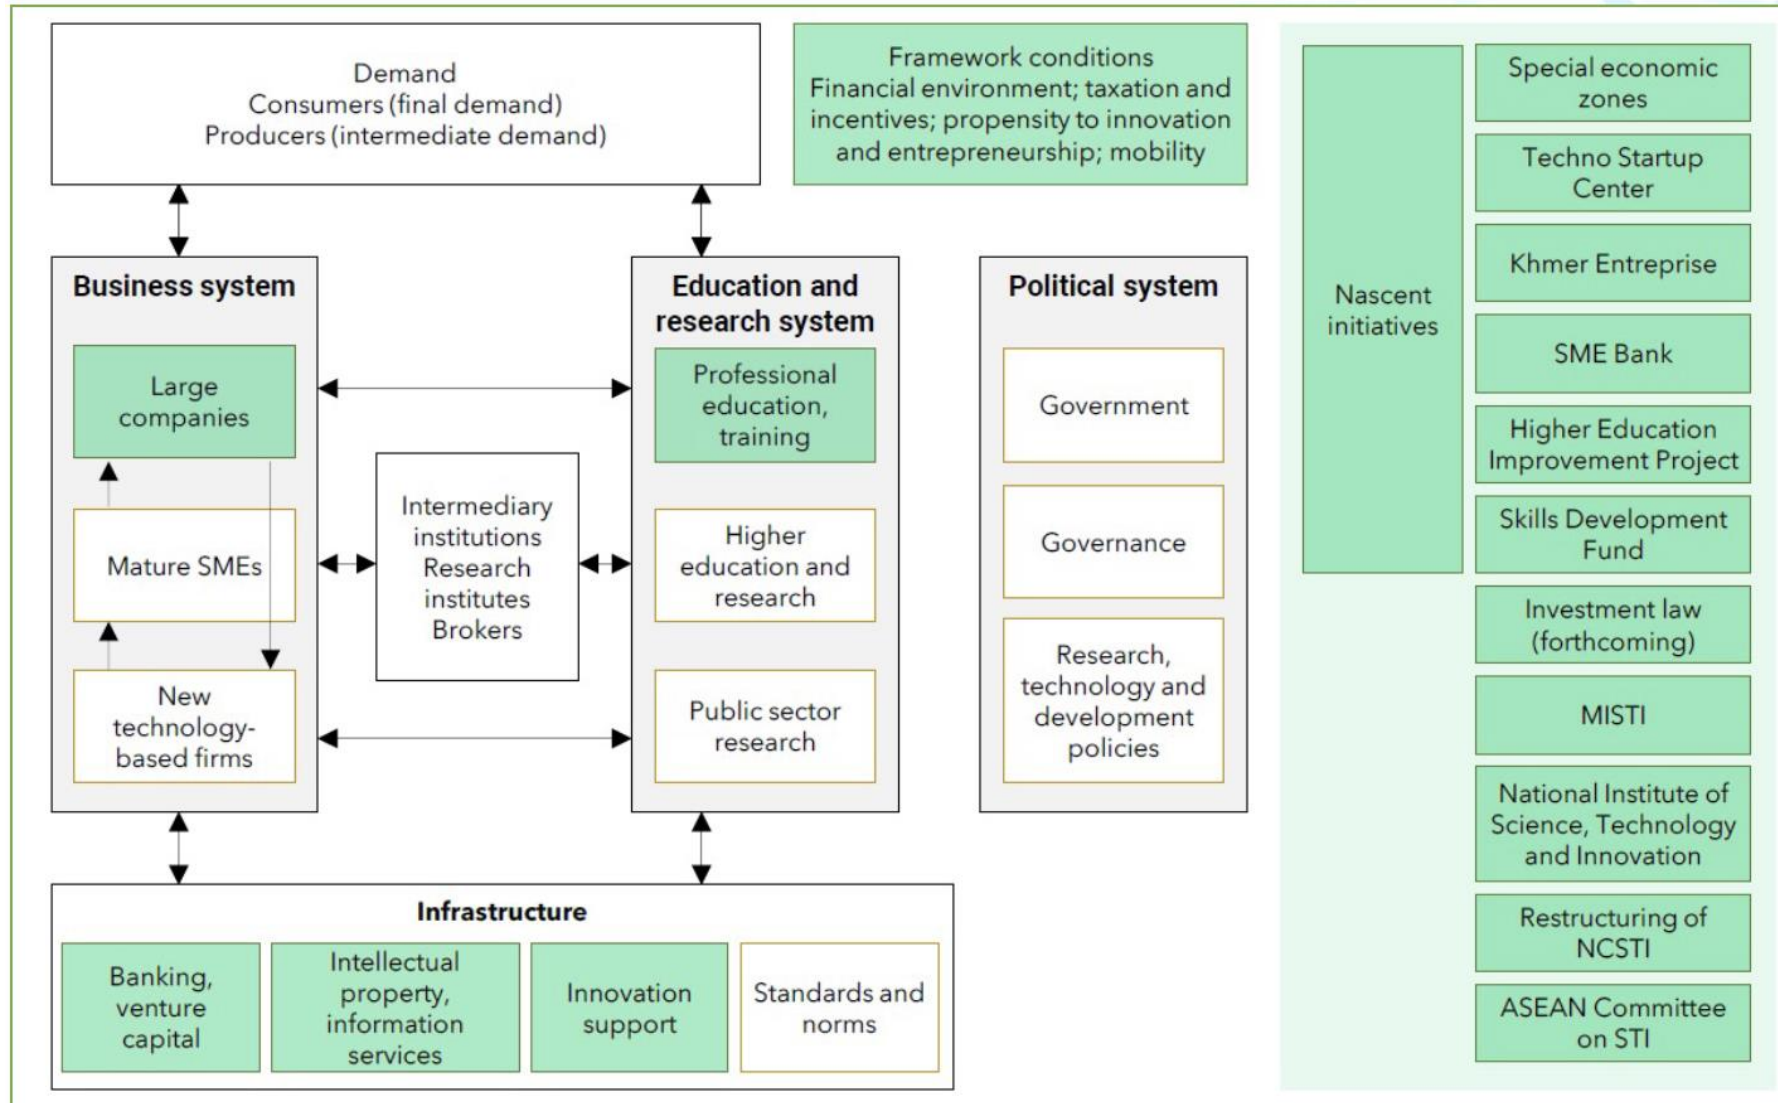 Demand
Consumers (final demand)
Producers (intermediate demand)
Framework conditions
Financial environment; taxation and
incentives; propensity to innovation
and entrepreneurship; mobility
Business system
Large
companies
Mature SMEs
New
technology-
based firms
Intermediary
institutions
Research
institutes
Brokers
Education and
research system
Professional
education,
training
Higher
education and
research
Public sector
research
Political system
Government
Governance
Research,
technology and
development
policies
Infrastructure
Banking,
venture
capital
Intellectual
property,
information
services
Innovation
support
Standards and
norms
Nascent
initiatives
Special economic
zones
Techno Startup
Center
Khmer Entreprise
SME Bank
Higher Education
Improvement Project
Skills Development
Fund
Investment law
(forthcoming)
MISTI
National Institute of
Science, Technology
and Innovation
Restructuring of
NCSTI
ASEAN Committee
on STI